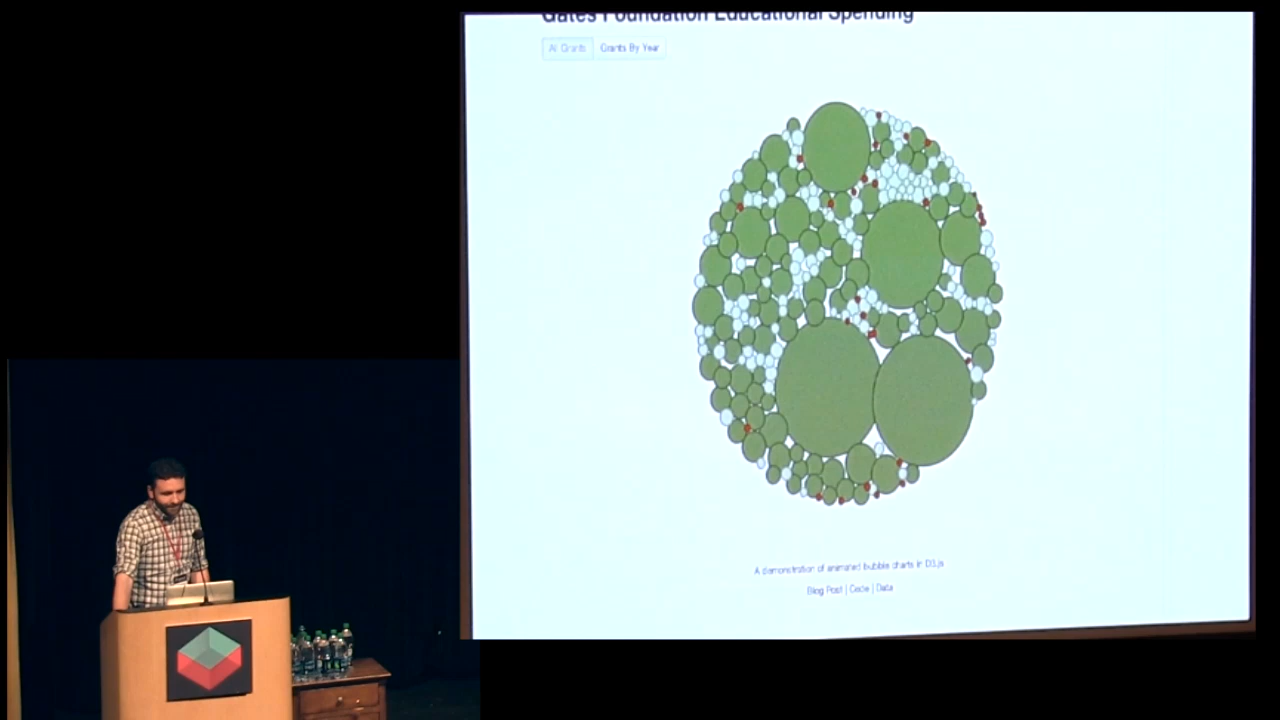 Gates Foundation Educational Spending
All Grants Grants By Year
A demonstration of animated bubble charts in D3.js
Blog Post | Code | Data